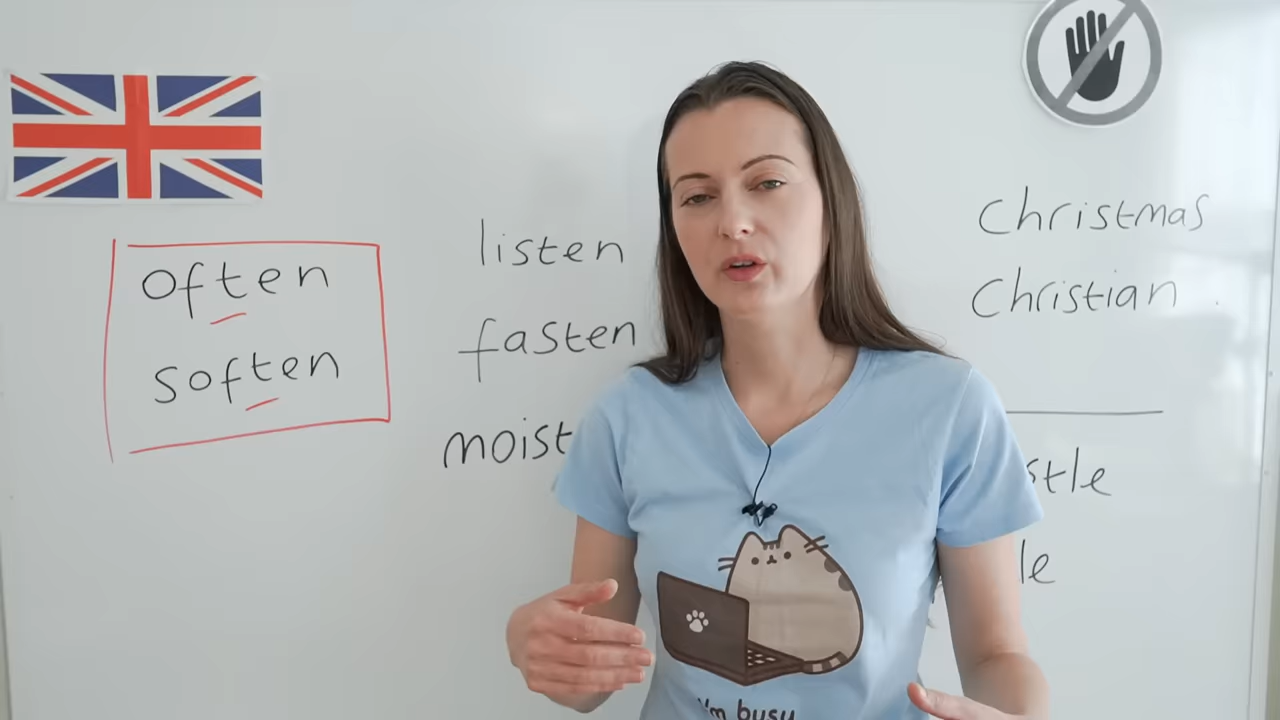 often
soften
listen
fasten
moist
Christmas
Christian
stle
le
I'm busy